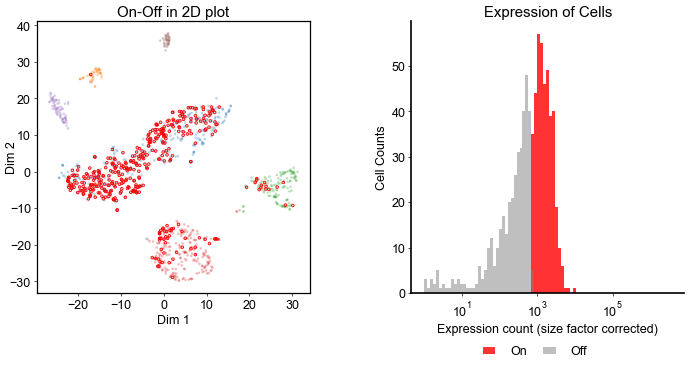 On-Off in 2D plot
Dim 2
40
30
20
10
0
−10
−20
−30
−20 −10 0 10 20 30
Dim 1
Expression of Cells
Cell Counts
50
40
30
20
10
0
10^1 10^3 10^5
Expression count (size factor corrected)
On Off